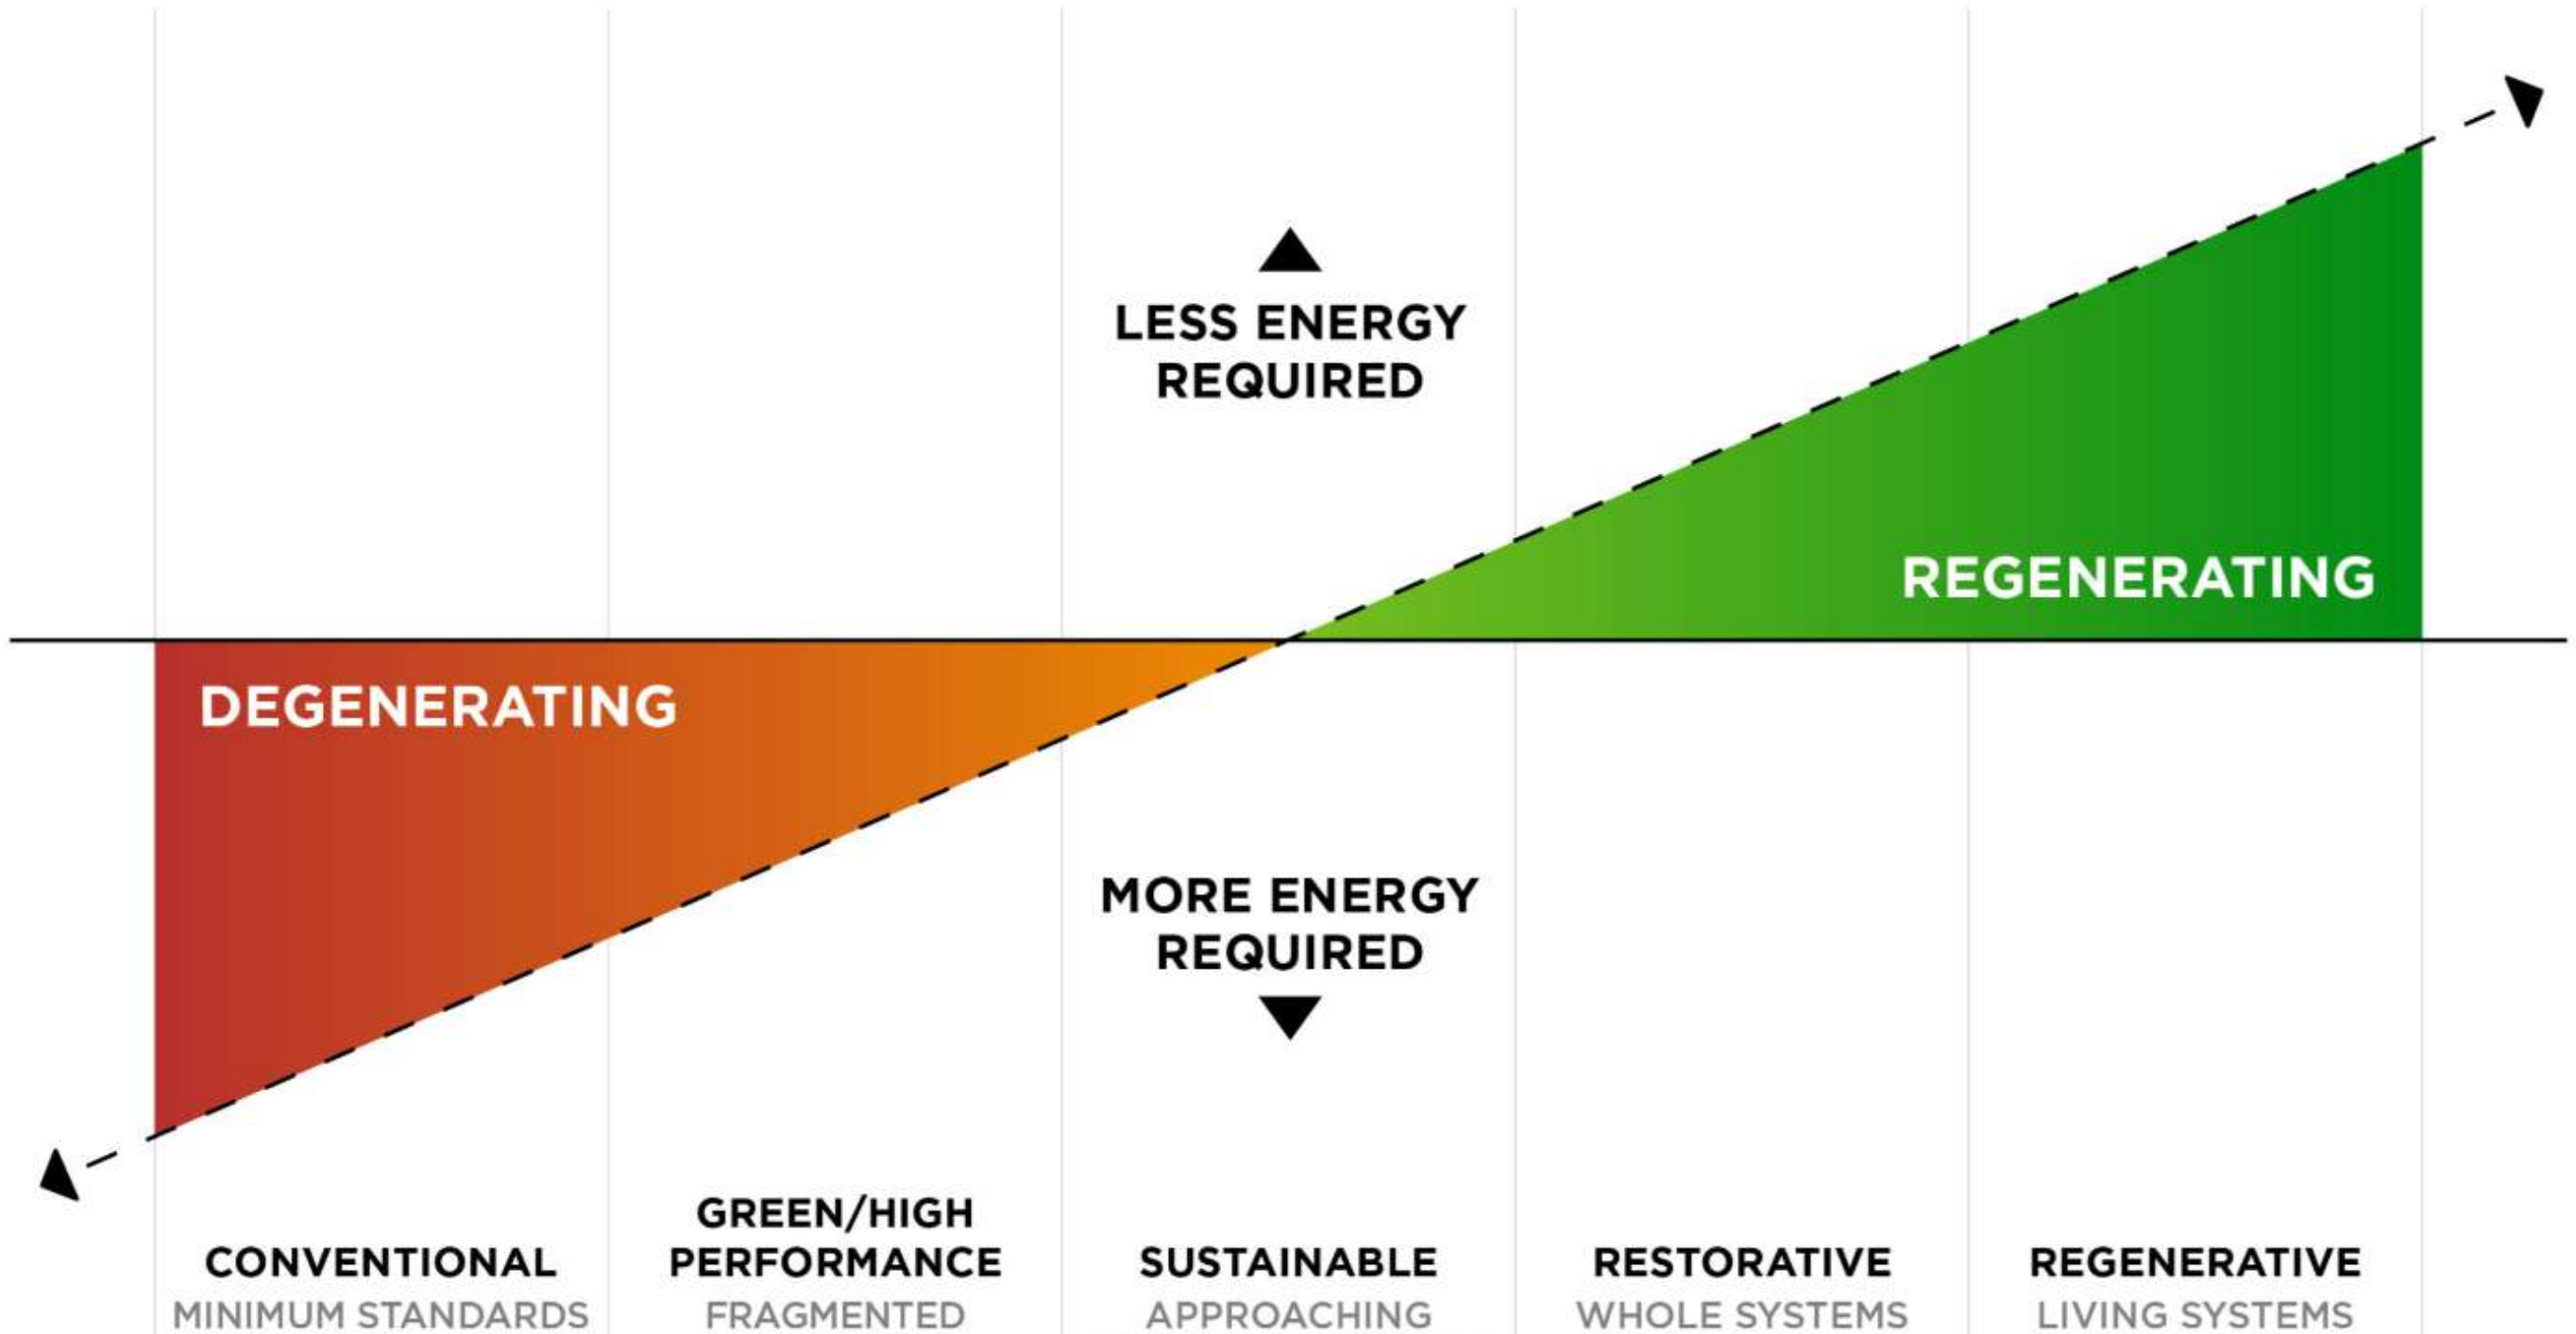 LESS ENERGY
REQUIRED
REGENERATING
DEGENERATING
MORE ENERGY
REQUIRED
CONVENTIONAL
MINIMUM STANDARDS
GREEN/HIGH
PERFORMANCE
FRAGMENTED
SUSTAINABLE
APPROACHING
RESTORATIVE
WHOLE SYSTEMS
REGENERATIVE
LIVING SYSTEMS